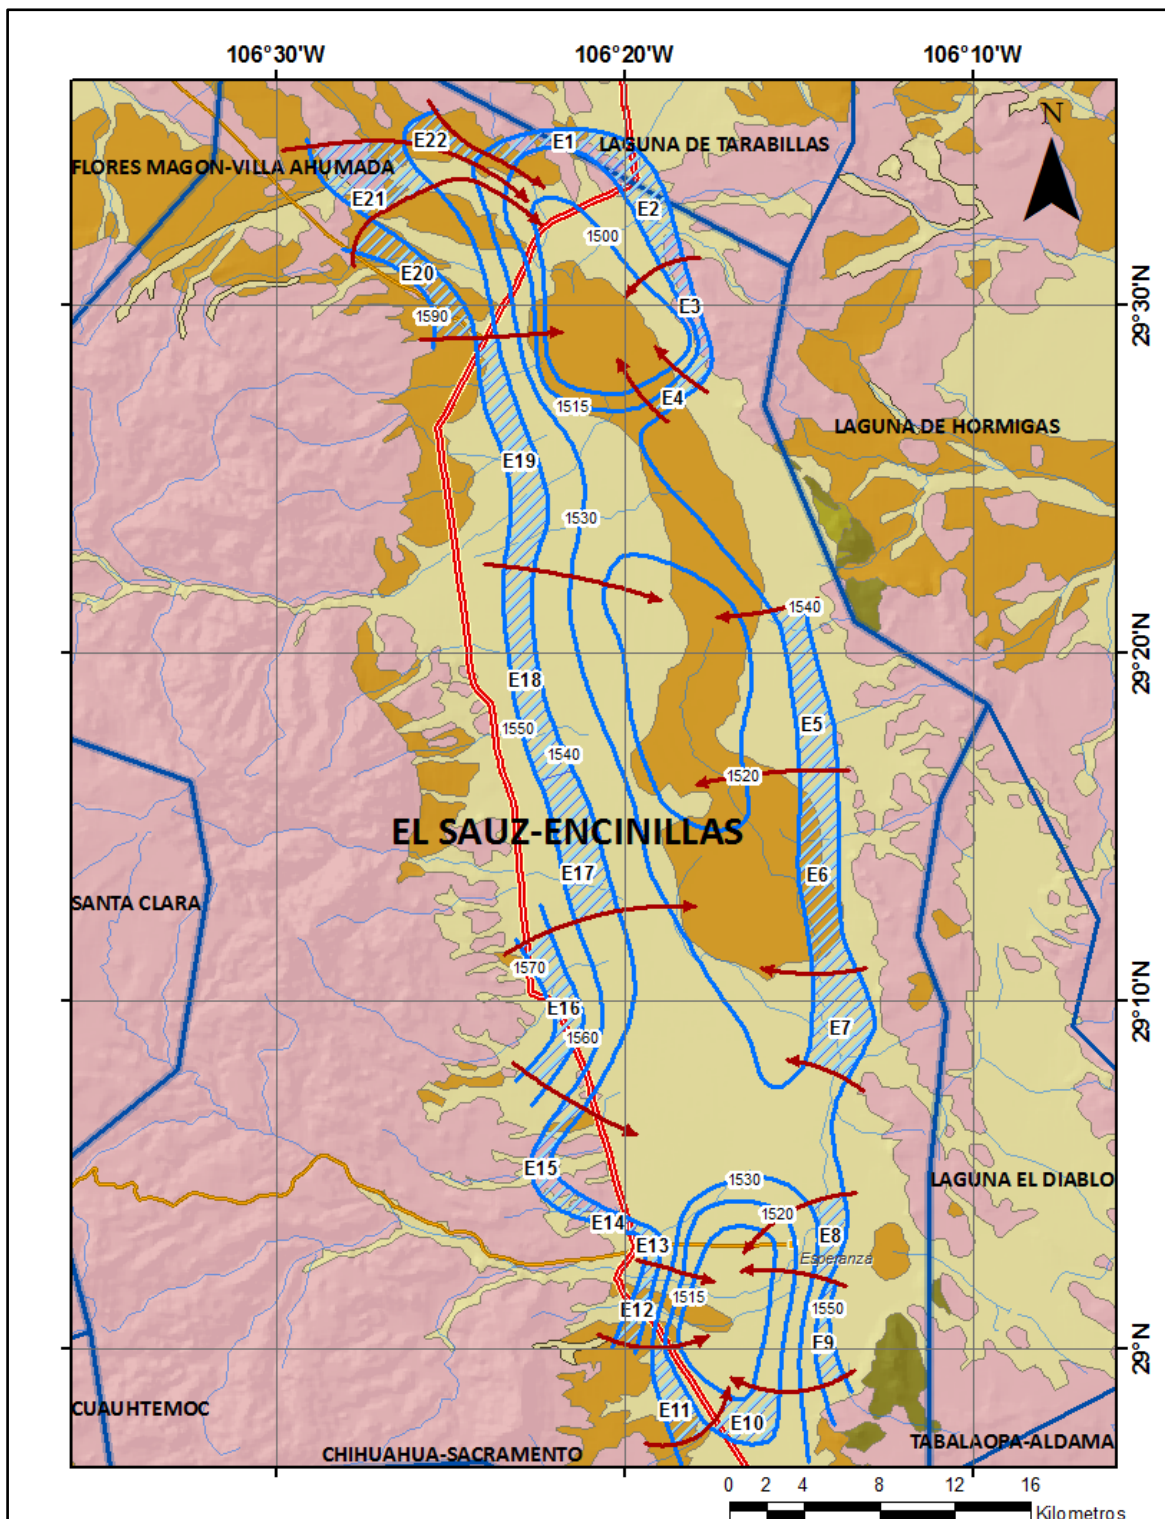 106°30'W 106°20'W 106°10'W
N
E22 E1
LAGUNA DE TARABILLAS
FLORES MAGON-VILLA AHUMADA
E21 E2
1500
E20
29°30'N
E3
1590
E4
1515
LAGUNA DE HORMIGAS
E19
1530
1540
29°20'N
E18
E5
1550
1540
1520
EL SAUZ-ENCINILLAS
E17 E6
SANTA CLARA
1570
29°10'N
E16
E7
1560
E15
1530
LAGUNA EL DIABLO
1520
E14
E8
E13
Esperanza
1515
E12 1550
E9
29°N
CUAUHTEMOC
E11
E10
TABALAOPA-ALDAMA
CHIHUAHUA-SACRAMENTO
0 2 4 8 12 16
Kilometros